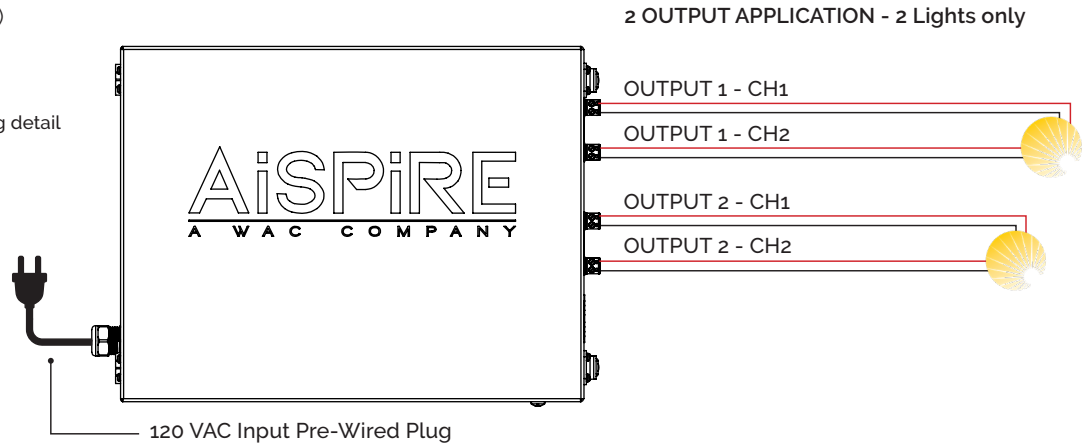 )
2 OUTPUT APPLICATION - 2 Lights only
OUTPUT 1 - CH1
g detail
OUTPUT 1 - CH2
AiSPiRE
A WAC COMPANY
OUTPUT 2 - CH1
OUTPUT 2 - CH2
120 VAC Input Pre-Wired Plug